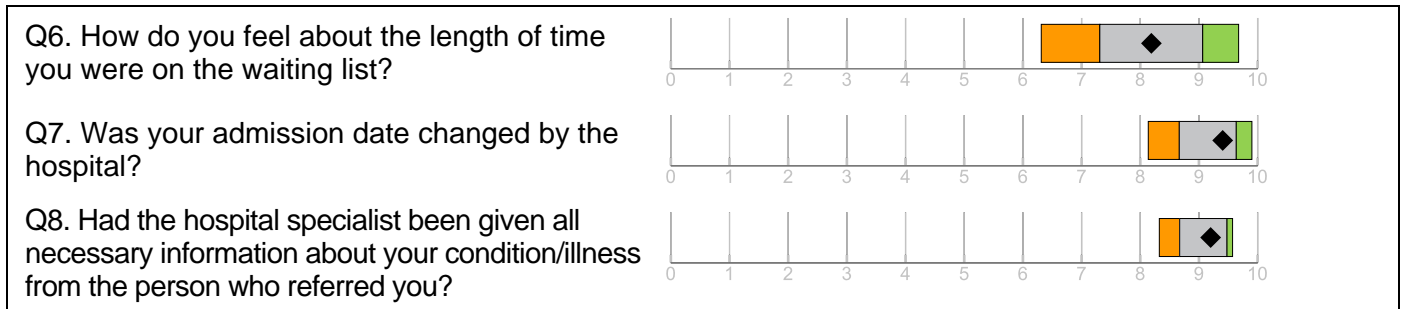 Q6. How do you feel about the length of time
you were on the waiting list?
0 1 2 3 4 5 6 7 8 9 10
Q7. Was your admission date changed by the
hospital?
0 1 2 3 4 5 6 7 8 9 10
Q8. Had the hospital specialist been given all
necessary information about your condition/illness
from the person who referred you?
0 1 2 3 4 5 6 7 8 9 10